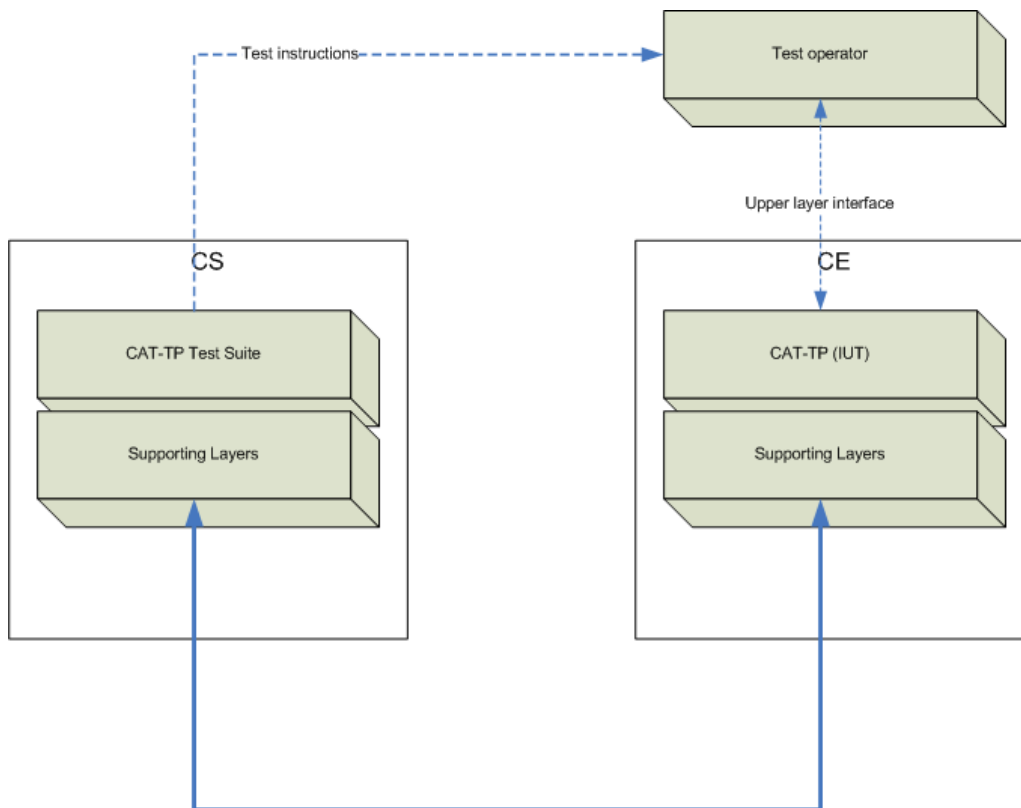 Test instructions
Test operator
Upper layer interface
CS
CE
CAT-TP Test Suite
CAT-TP (IUT)
Supporting Layers
Supporting Layers